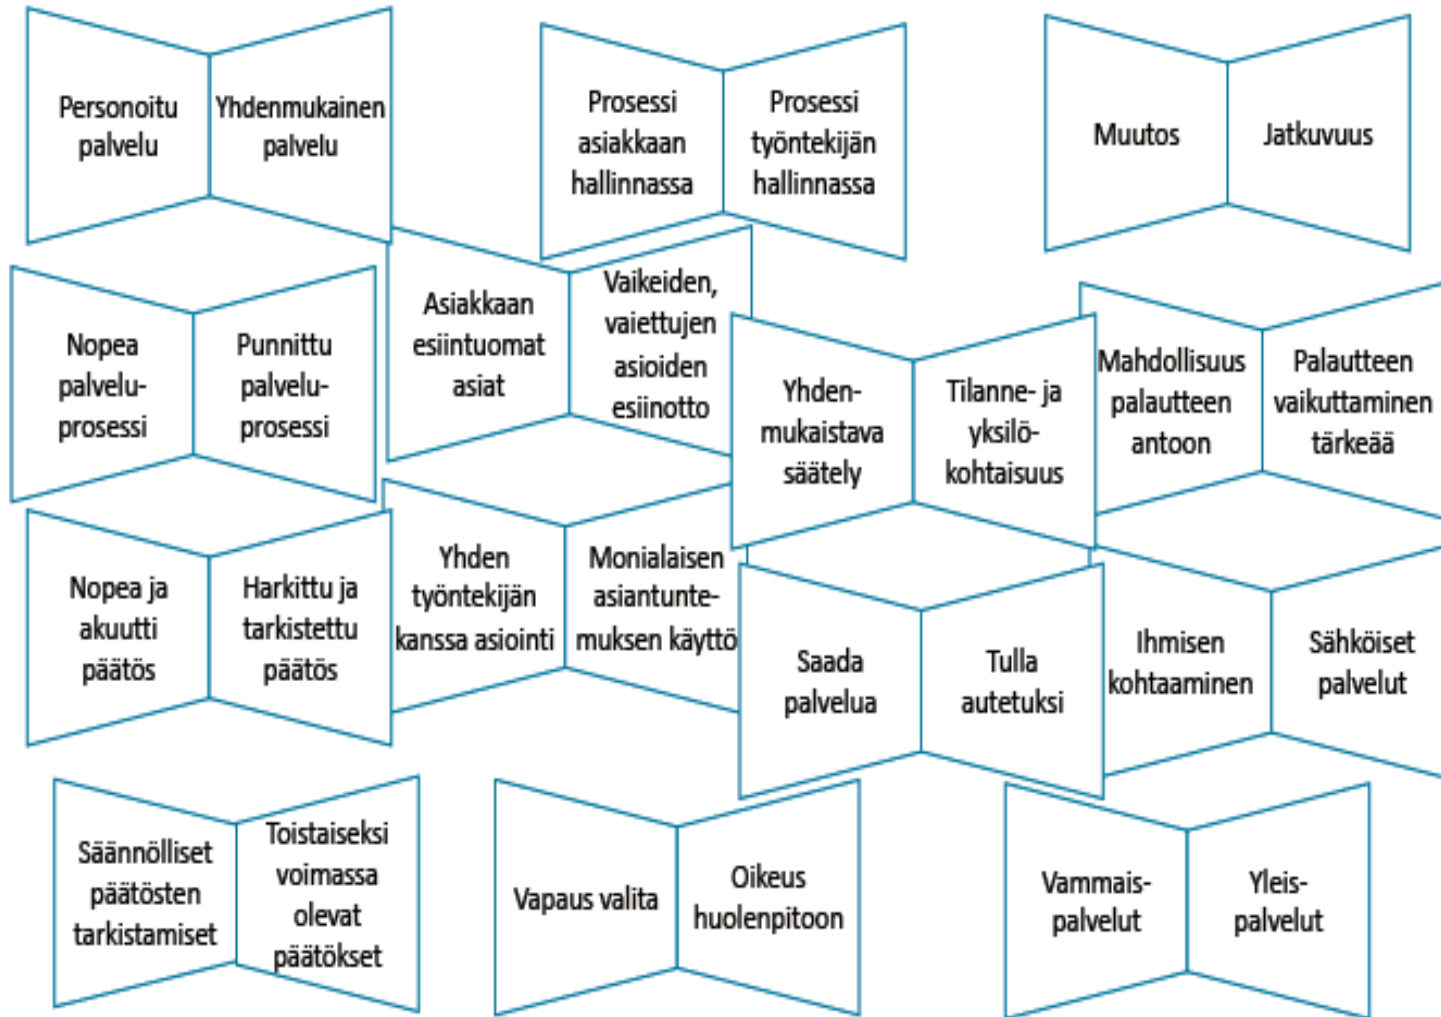 Personoitu
palvelu
Yhdenmukainen
palvelu
Prosessi
asiakkaan
hallinnassa
Prosessi
työntekijän
hallinnassa
Muutos
Jatkuvuus
Nopea
palvelu-
prosessi
Punnittu
palvelu-
prosessi
Asiakkaan
esiintuomat
asiat
Vaikeiden,
vaiettujen
asioiden
esiinotto
Yhden-
mukaistava
säätely
Tilanne- ja
yksilö-
kohtaisuus
Mahdollisuus
palautteen
antoon
Palautteen
vaikuttaminen
tärkeää
Nopea ja
akuutti
päätös
Harkittu ja
tarkistettu
päätös
Yhden
työntekijän
kanssa asiointi
Monialaisen
asiantunte-
muksen käyttö
Saada
palvelua
Tulla
autetuksi
Ihmisen
kohtaaminen
Sähköiset
palvelut
Säännölliset
päätösten
tarkistamiset
Toistaiseksi
voimassa
olevat
päätökset
Vapaus valita
Oikeus
huolenpitoon
Vammais-
palvelut
Yleis-
palvelut